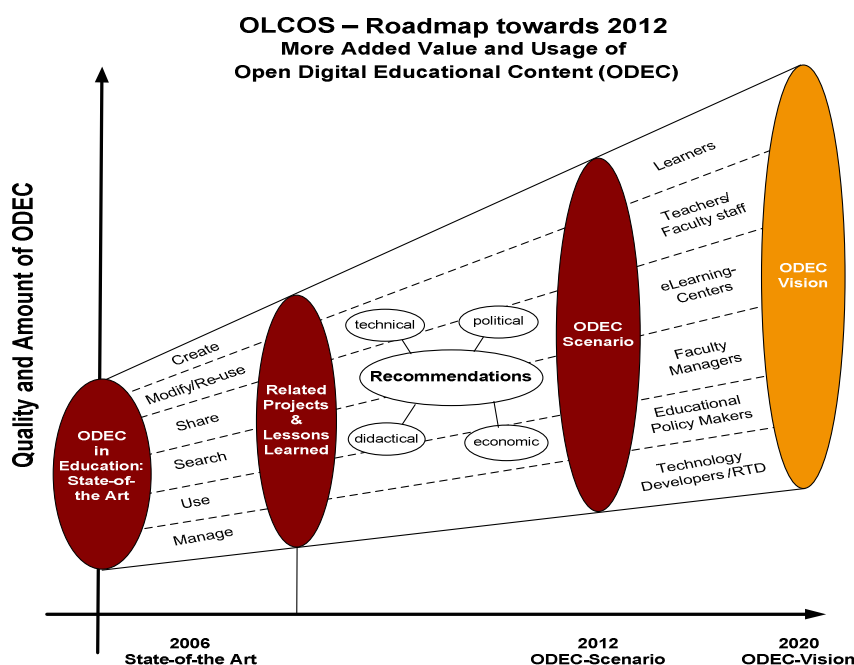 OLCOS – Roadmap towards 2012
More Added Value and Usage of
Open Digital Educational Content (ODEC)
Quality and Amount of ODEC
ODEC
in
Education:
State-of-
the Art
Create
Modify/Re-use
Share
Search
Use
Manage
Related
Projects
&
Lessons
Learned
technical
political
Recommendations
didactical
economic
ODEC
Scenario
Learners
Teachers/
Faculty staff
eLearning-
Centers
Faculty
Managers
Educational
Policy Makers
Technology
Developers /RTD
ODEC
Vision
2006
State-of-the Art
2012
ODEC-Scenario
2020
ODEC-Vision